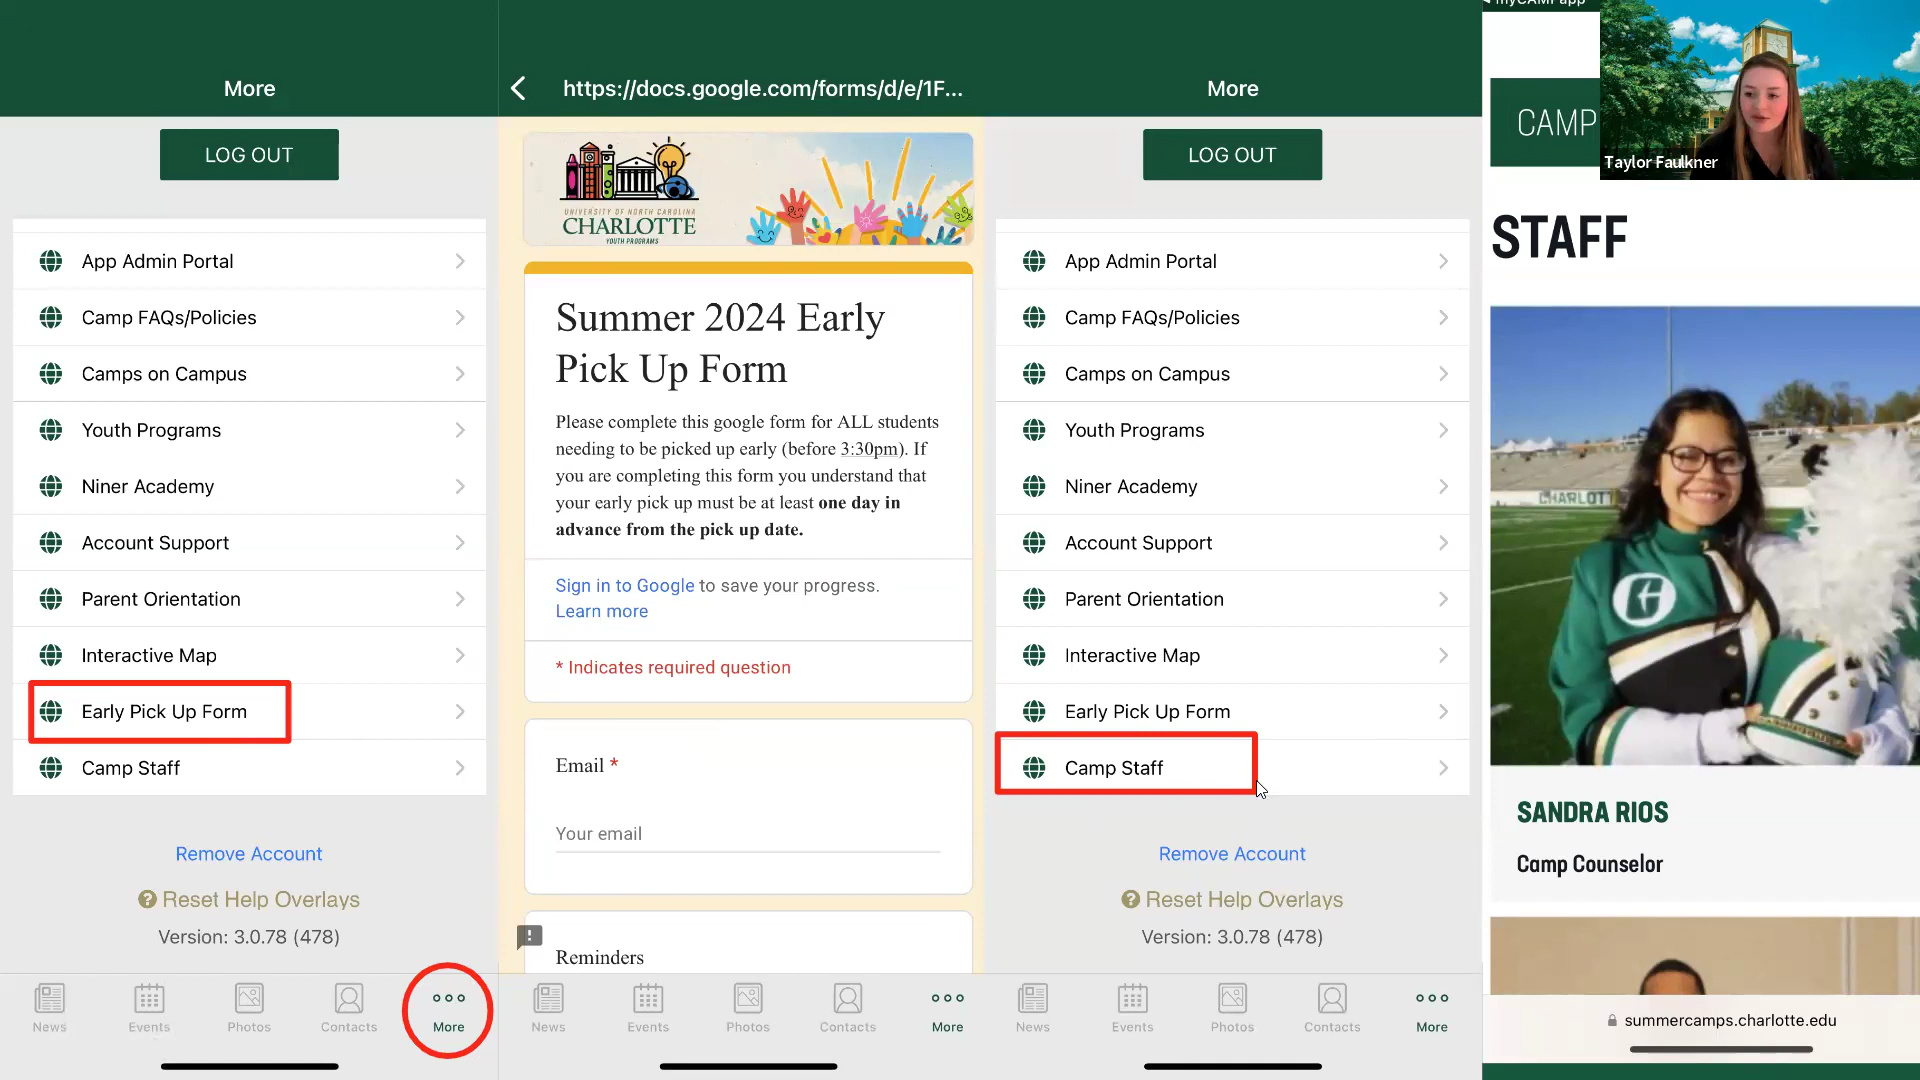 More
LOG OUT
App Admin Portal
Camp FAQs/Policies
Camps on Campus
Youth Programs
Niner Academy
Account Support
Parent Orientation
Interactive Map
Early Pick Up Form
Camp Staff
Remove Account
? Reset Help Overlays
Version: 3.0.78 (478)
News
Events
Photos
Contacts
More
https://docs.google.com/forms/d/e/1F...
UNIVERSITY OF NORTH CAROLINA
CHARLOTTE
YOUTH PROGRAMS
Summer 2024 Early
Pick Up Form
Please complete this google form for ALL students
needing to be picked up early (before 3:30pm). If
you are completing this form you understand that
your early pick up must be at least one day in
advance from the pick up date.
Sign in to Google to save your progress.
Learn more
* Indicates required question
Email *
Your email
!
Reminders
News
Events
Photos
Contacts
More
More
LOG OUT
App Admin Portal
Camp FAQs/Policies
Camps on Campus
Youth Programs
Niner Academy
Account Support
Parent Orientation
Interactive Map
Early Pick Up Form
Camp Staff
Remove Account
? Reset Help Overlays
Version: 3.0.78 (478)
News
Events
Photos
Contacts
More
myCAMP app
CAMP
Taylor Faulkner
STAFF
CHARLOTT
C
SANDRA RIOS
Camp Counselor
summercamps.charlotte.edu